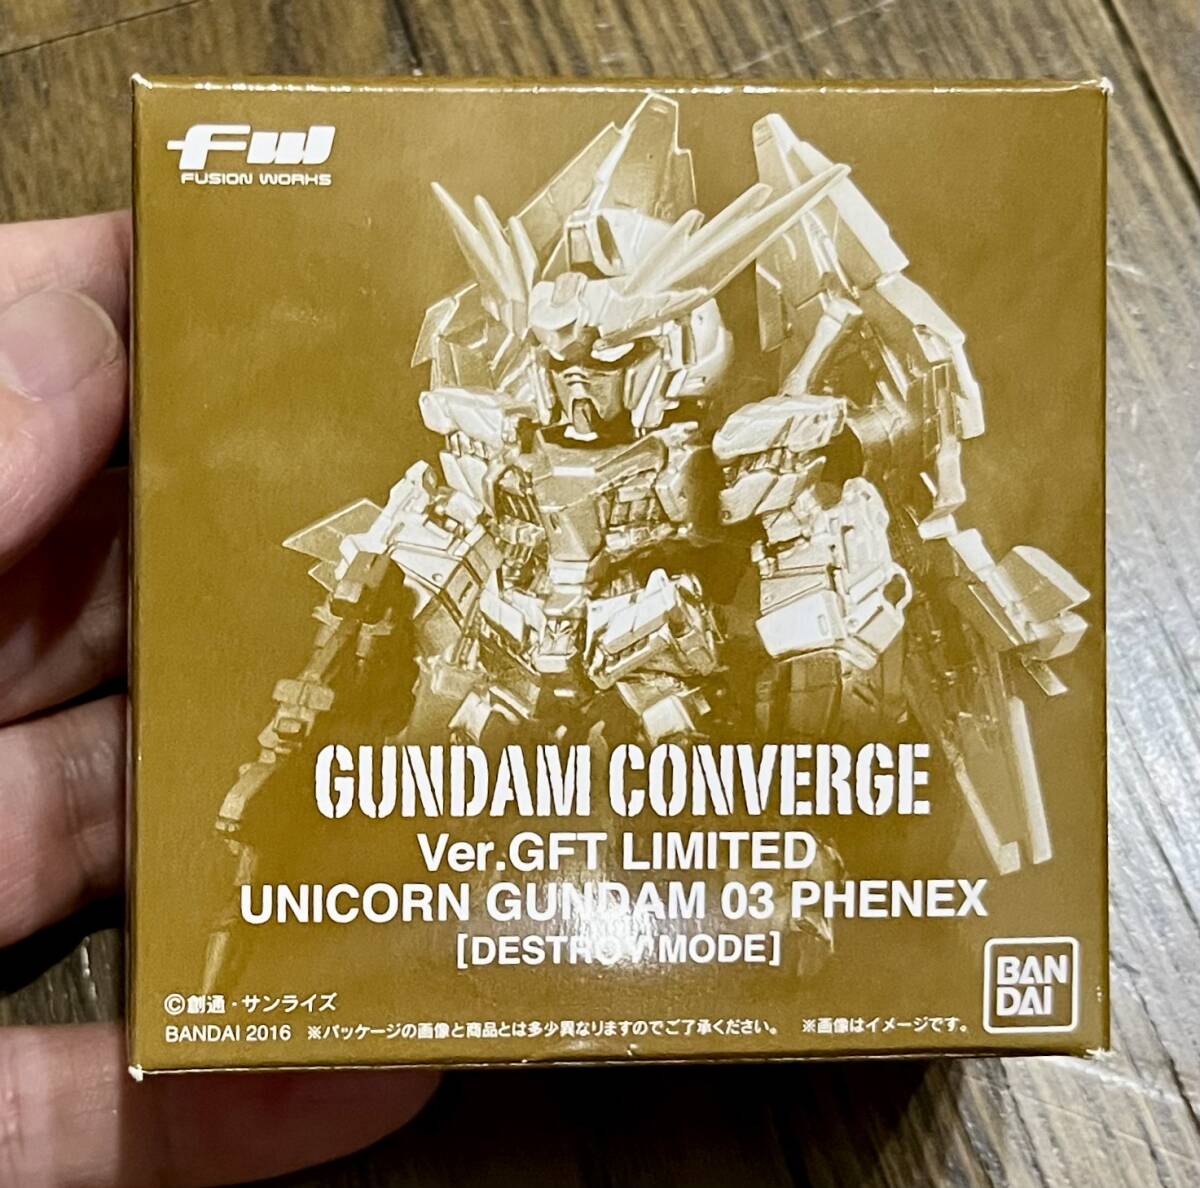 fw
FUSION WORKS
GUNDAM CONVERGE
Ver.GFT LIMITED
UNICORN GUNDAM 03 PHENEX
[DESTROY MODE]
©創通・サンライズ
BANDAI 2016 ※パッケージの画像と商品とは多少異なりますのでご了承ください。 ※画像はイメージです。
BAN
DAI